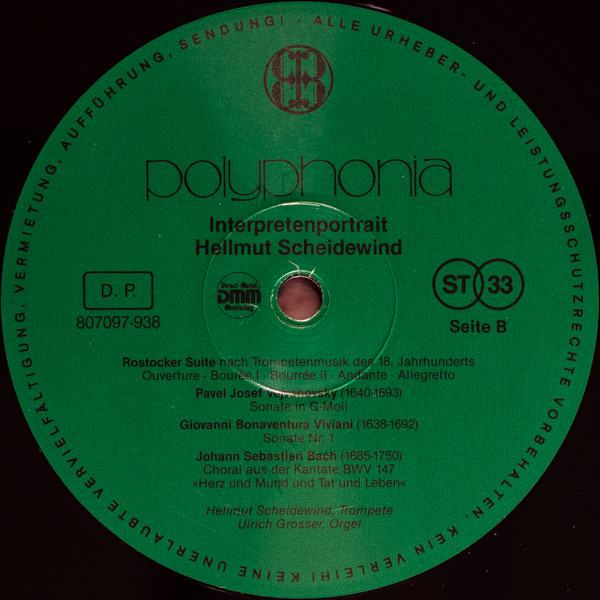 ALLE URHEBER- UND LEISTUNGSSCHUTZRECHTE VORBEHALTEN. KEIN VERLEIH! KEINE UNERLAUBTE VERVIELFÄLTIGUNG, VERMIETUNG, AUFFÜHRUNG, SENDUNG! -
polyphonia
Interpretenportrait
Hellmut Scheidewind
D. P.
807097-938
Direct Metal
DMM
Mastering
ST 33
Seite B
Rostocker Suite nach Trompetenmusik des 18. Jahrhunderts
Ouverture - Bourée I - Bourrée II - Andante - Allegretto
Pavel Josef Vejvanovsky (1640-1693)
Sonate in G-Moll
Giovanni Bonaventura Viviani (1638-1692)
Sonate Nr. 1
Johann Sebastian Bach (1685-1750)
Choral aus der Kantate BWV 147
»Herz und Mund und Tat und Leben«
Hellmut Scheidewind, Trompete
Ulrich Grosser, Orgel